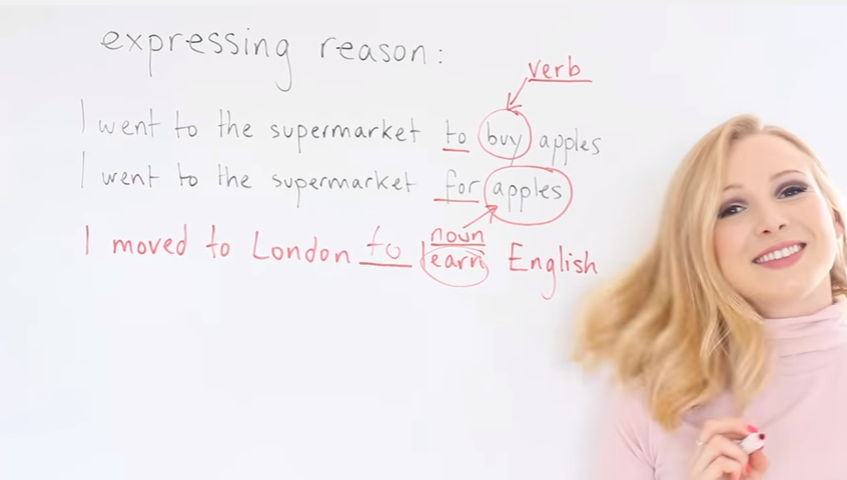 expressing reason:
verb
I went to the supermarket to buy apples
I went to the supermarket for apples
noun
I moved to London to learn English